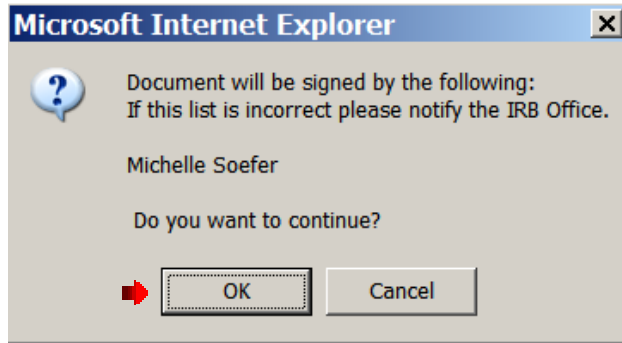 Microsoft Internet Explorer
Document will be signed by the following:
If this list is incorrect please notify the IRB Office.
Michelle Soefer
Do you want to continue?
OK Cancel